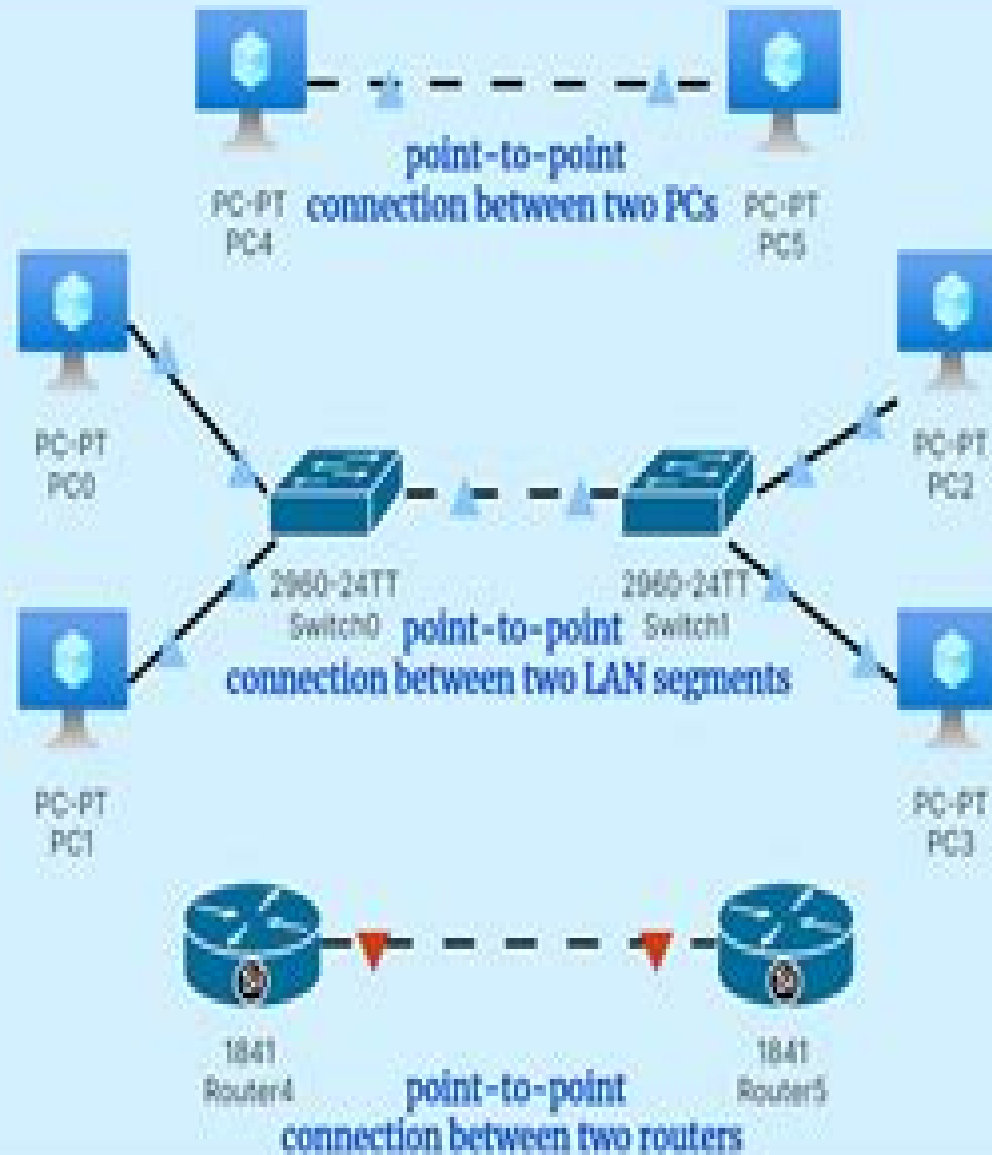 point-to-point
connection between two PCs
PC-PT
PC4
PC-PT
PC5
PC-PT
PC0
PC-PT
PC2
2960-24TT
Switch0
2960-24TT
Switch1
point-to-point
connection between two LAN segments
PC-PT
PC1
PC-PT
PC3
1841
Router4
1841
Router5
point-to-point
connection between two routers